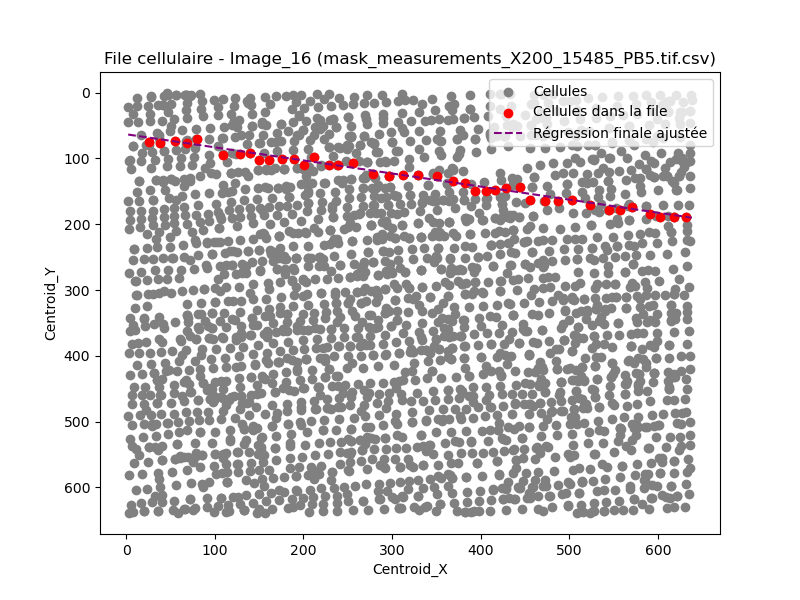 File cellulaire - Image_16 (mask_measurements_X200_15485_PB5.tif.csv)
Cellules
Cellules dans la file
Régression finale ajustée
0
100
200
300
400
500
600
Centroid_Y
0 100 200 300 400 500 600
Centroid_X